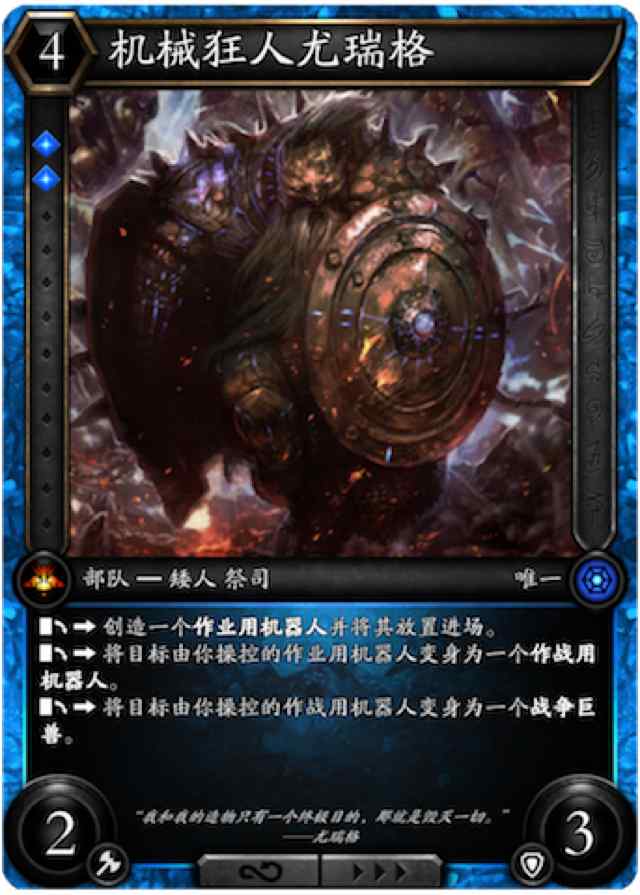 4 机械狂人尤瑞格
部队 — 矮人 祭司 唯一
创造一个作业用机器人并将其放置进场。
将目标由你操控的作业用机器人变身为一个作战用
机器人。
将目标由你操控的作战用机器人变身为一个战争巨
兽。
“我和我的造物只有一个终极目的，那就是毁灭一切。”
——尤瑞格
2 3